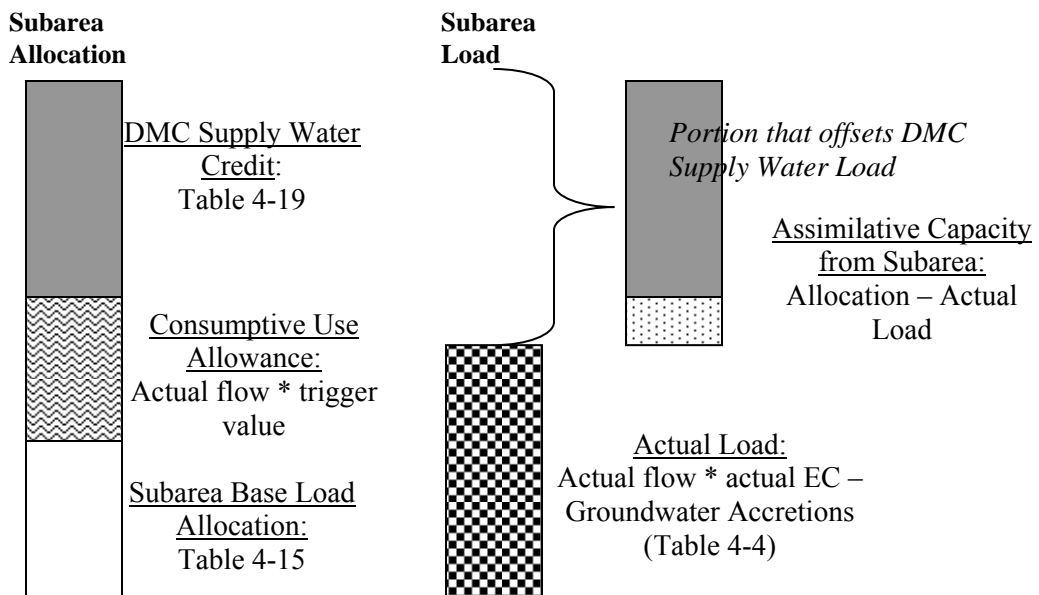 Subarea
Allocation
DMC Supply Water
Credit:
Table 4-19
Consumptive Use
Allowance:
Actual flow * trigger
value
Subarea Base Load
Allocation:
Table 4-15
Subarea
Load
Portion that offsets DMC
Supply Water Load
Assimilative Capacity
from Subarea:
Allocation – Actual
Load
Actual Load:
Actual flow * actual EC –
Groundwater Accretions
(Table 4-4)